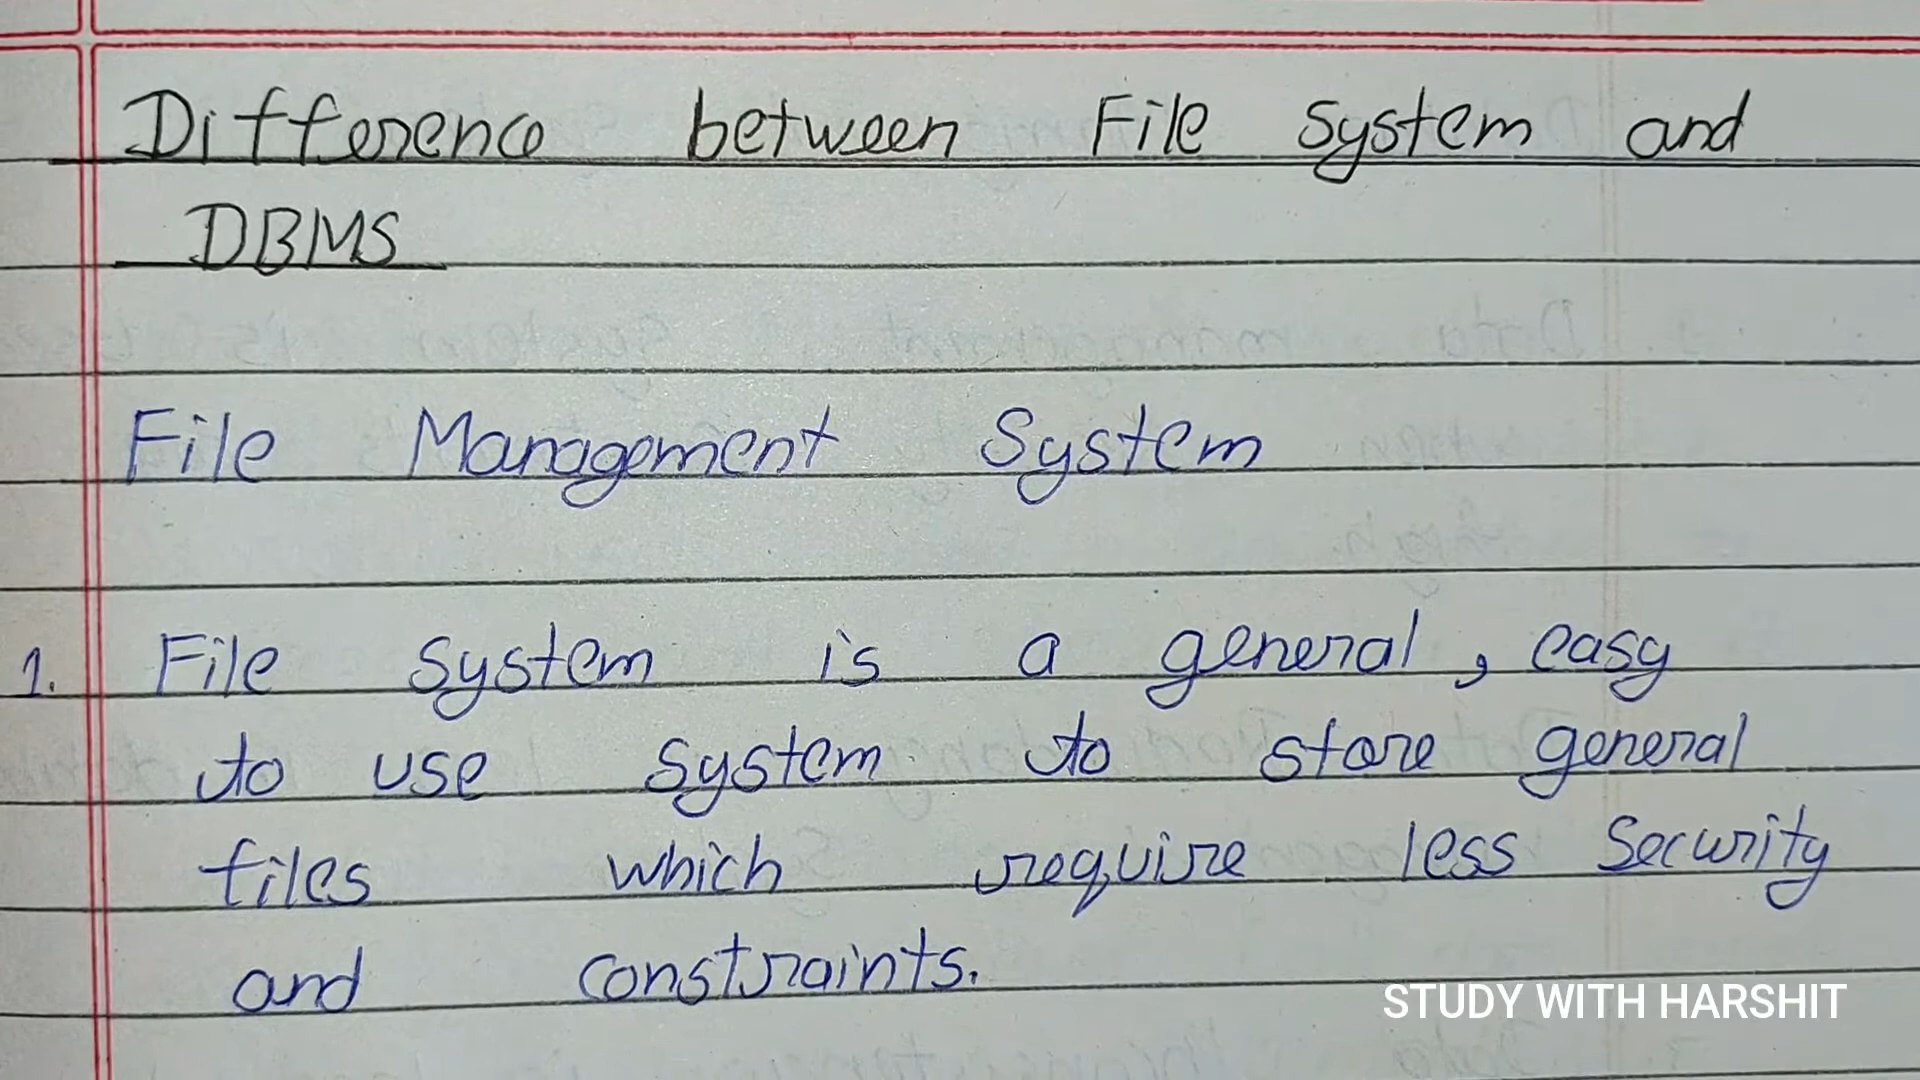 Difference between File System and
DBMS
File Management System
1. File system is a general, easy
to use system to store general
files which require less Security
and constraints.
STUDY WITH HARSHIT